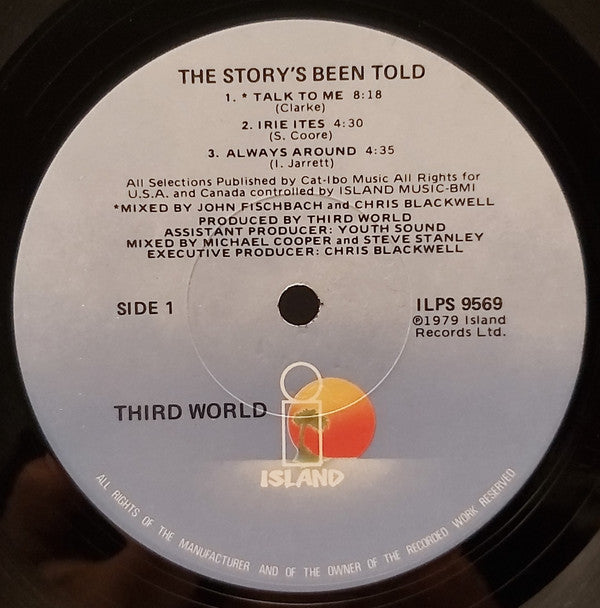 THE STORY'S BEEN TOLD
1. * TALK TO ME 8:18
(Clarke)
2. IRIE ITES 4:30
(S. Coore)
3. ALWAYS AROUND 4:35
(I. Jarrett)
All Selections Published by Cat-Ibo Music All Rights for
U.S.A. and Canada controlled by ISLAND MUSIC-BMI
*MIXED BY JOHN FISCHBACH and CHRIS BLACKWELL
PRODUCED BY THIRD WORLD
ASSISTANT PRODUCER: YOUTH SOUND
MIXED BY MICHAEL COOPER and STEVE STANLEY
EXECUTIVE PRODUCER: CHRIS BLACKWELL
SIDE 1
ILPS 9569
℗1979 Island
Records Ltd.
THIRD WORLD
i
ISLAND
ALL RIGHTS OF THE MANUFACTURER AND OF THE OWNER OF THE RECORDED WORK RESERVED